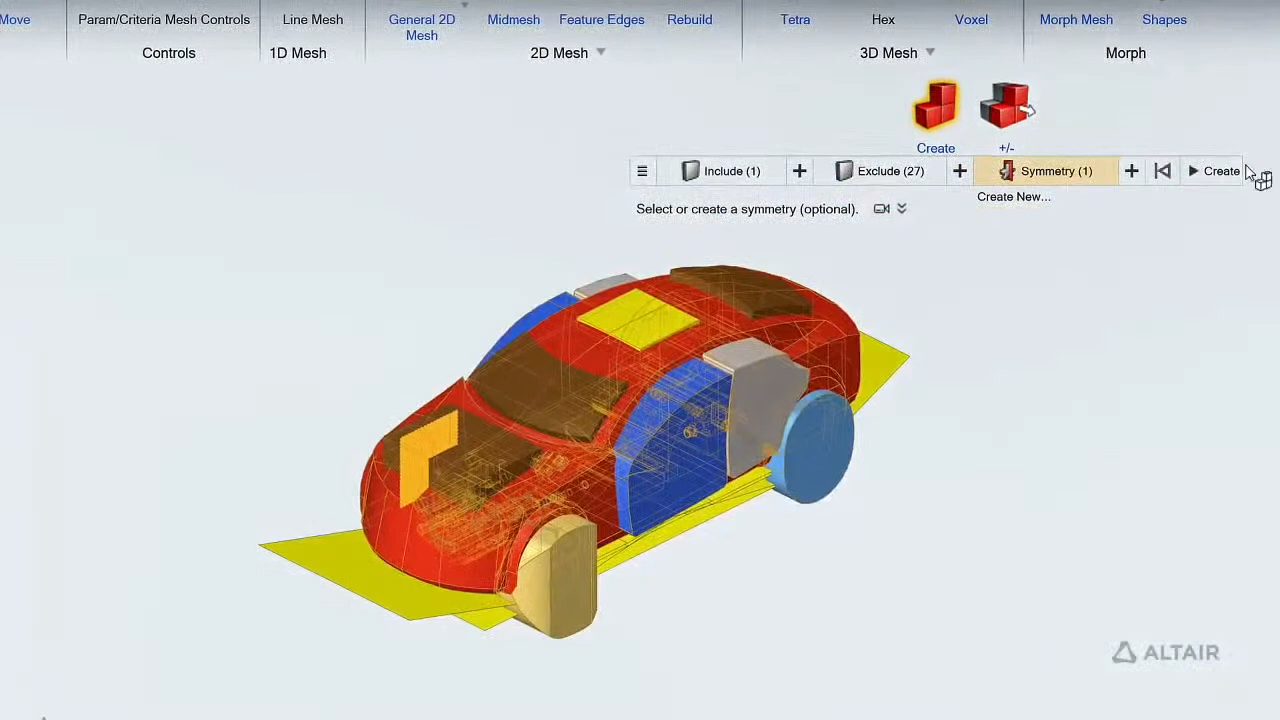 Move
Param/Criteria Mesh Controls
Line Mesh
General 2D
Mesh
Midmesh
Feature Edges
Rebuild
Tetra
Hex
Voxel
Morph Mesh
Shapes
Controls
1D Mesh
2D Mesh
3D Mesh
Morph
Create
+/-
Include (1)
Exclude (27)
Symmetry (1)
Create
Create New...
Select or create a symmetry (optional).
ALTAIR